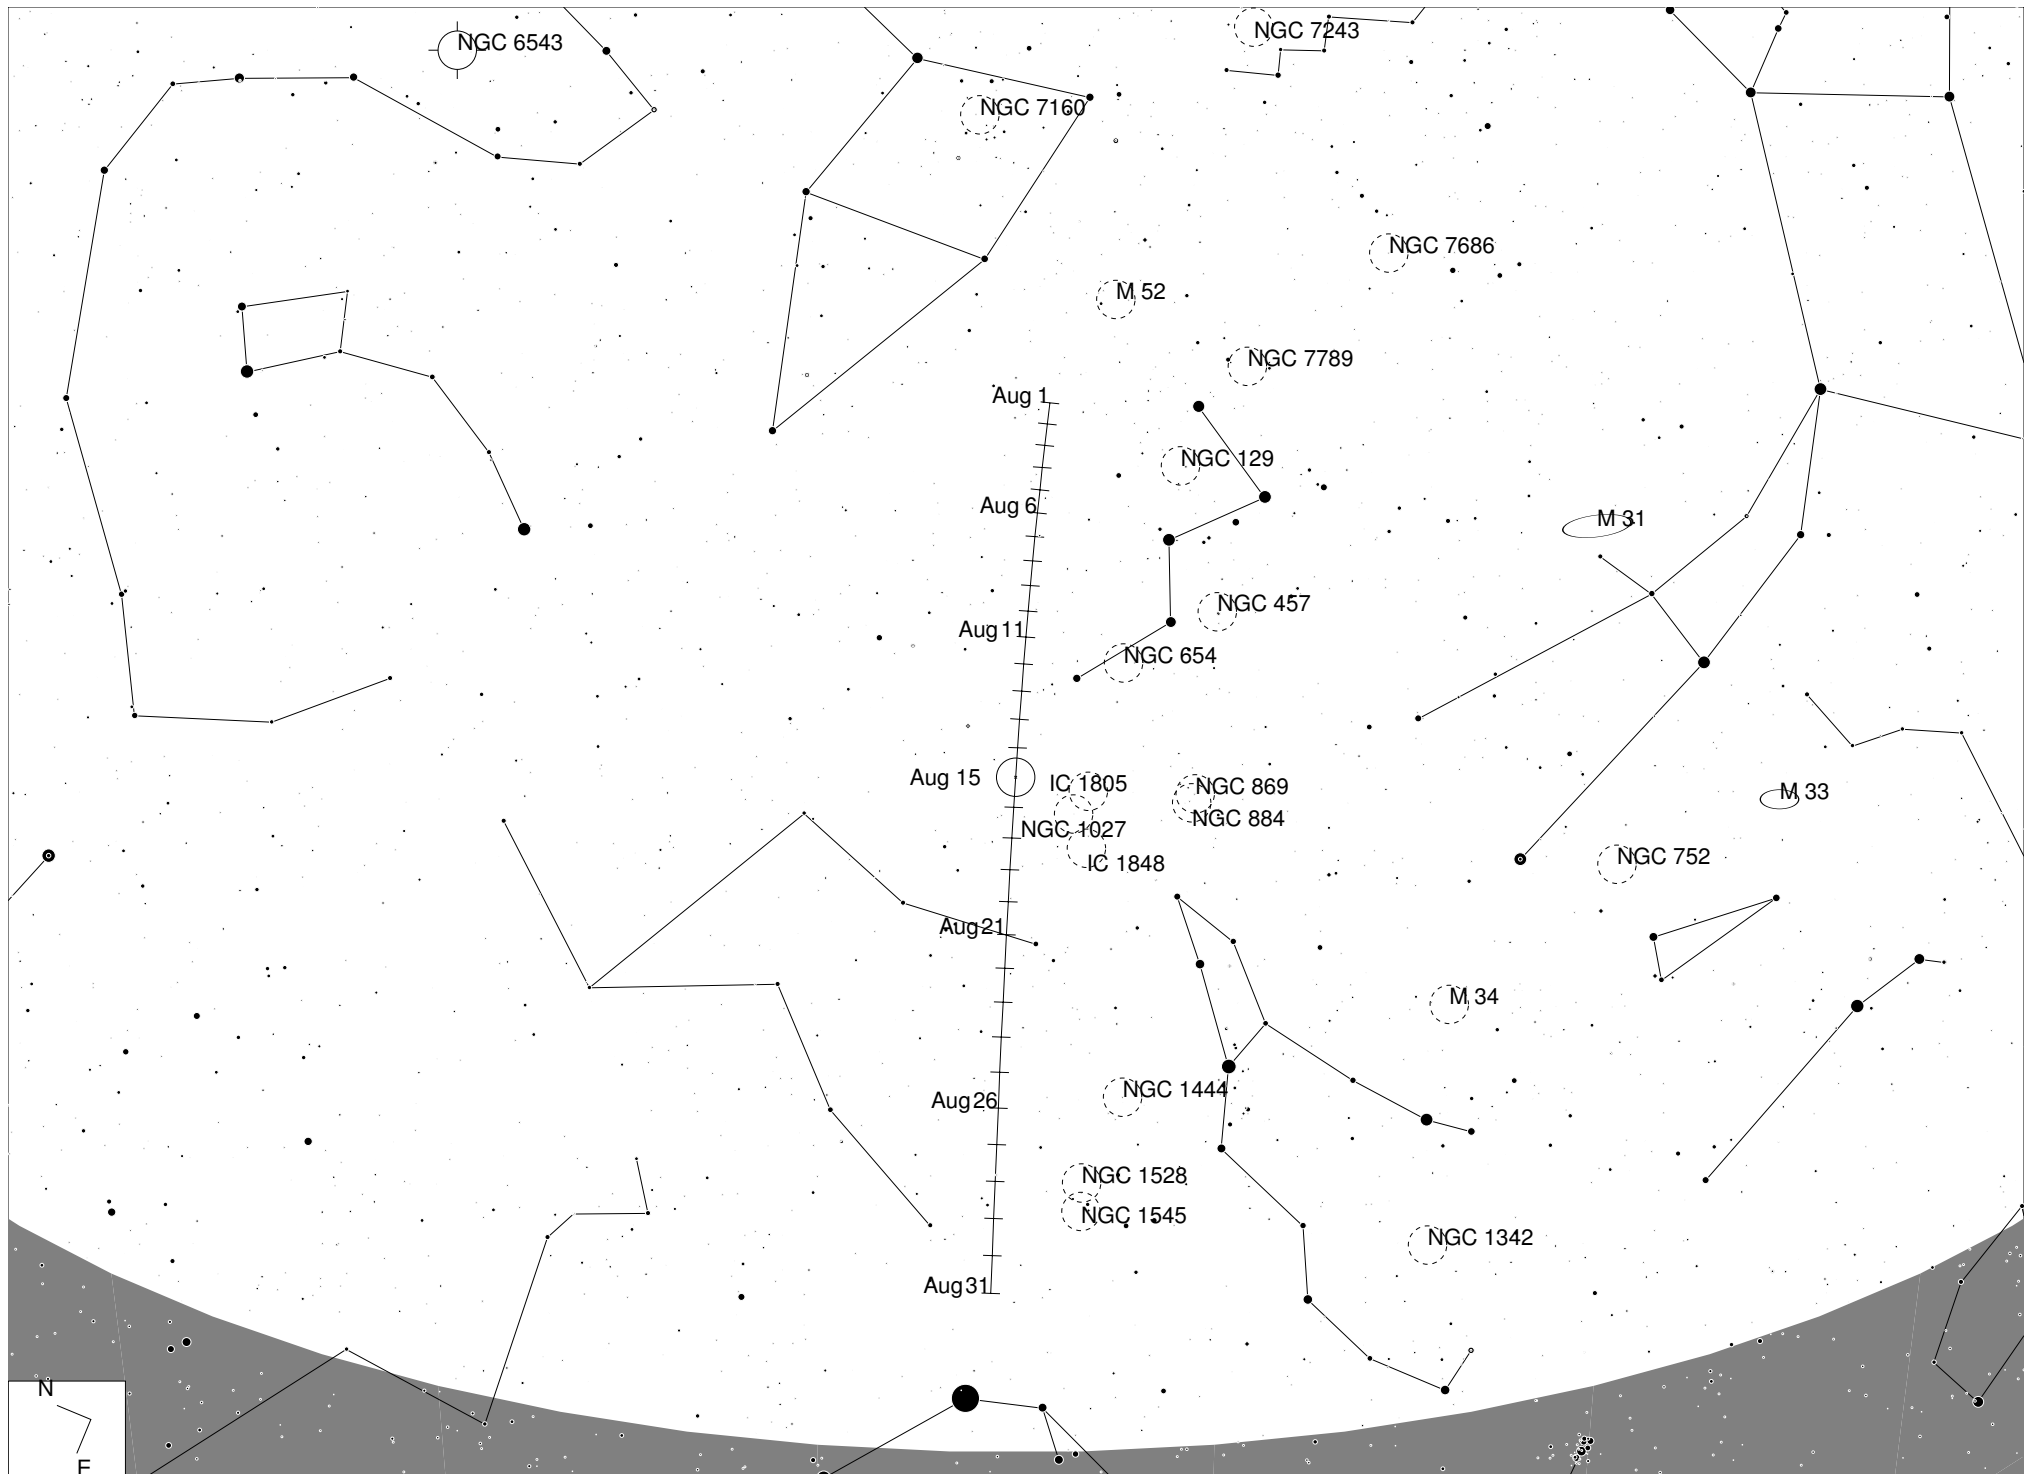 NGC 6543
NGC 7243
NGC 7160
NGC 7686
M 52
NGC 7789
Aug 1
NGC 129
Aug 6
M 31
NGC 457
Aug 11
NGC 654
Aug 15
IC 1805
NGC 869
M 33
NGC 884
NGC 1027
IC 1848
NGC 752
Aug 21
M 34
NGC 1444
Aug 26
NGC 1528
NGC 1545
NGC 1342
Aug 31
N
E